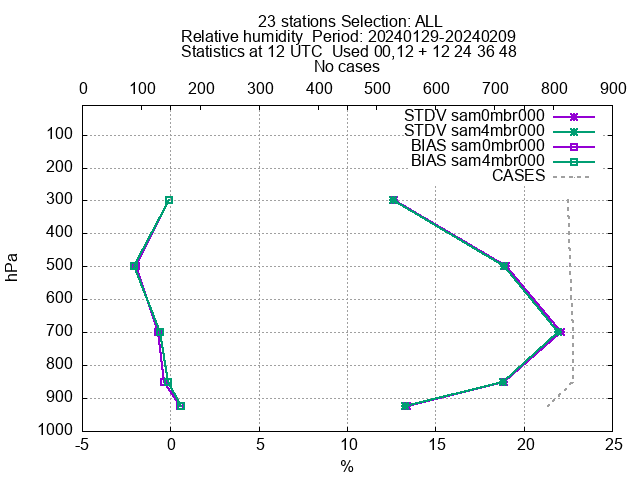 23 stations Selection: ALL
Relative humidity  Period: 20240129-20240209
Statistics at 12 UTC  Used 00,12 + 12 24 36 48
No cases
0 100 200 300 400 500 600 700 800 900
STDV sam0mbr000
STDV sam4mbr000
BIAS sam0mbr000
BIAS sam4mbr000
CASES
100
200
300
400
500
600
700
800
900
1000
hPa
-5 0 5 10 15 20 25
%